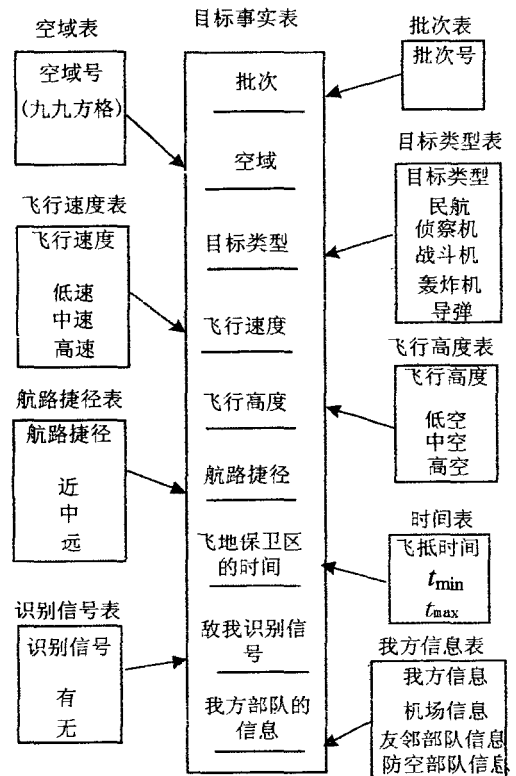 空域表
空域号
(九九方格)
飞行速度表
飞行速度
低速
中速
高速
航路捷径表
航路捷径
近
中
远
识别信号表
识别信号
有
无
目标事实表
批次
空域
目标类型
飞行速度
飞行高度
航路捷径
飞地保卫区
的时间
敌我识别信
号
我方部队的
信息
批次表
批次号
目标类型表
目标类型
民航
侦察机
战斗机
轰炸机
导弹
飞行高度表
飞行高度
低空
中空
高空
时间表
飞抵时间
tmin
tmax
我方信息表
我方信息
机场信息
友邻部队信息
防空部队信息